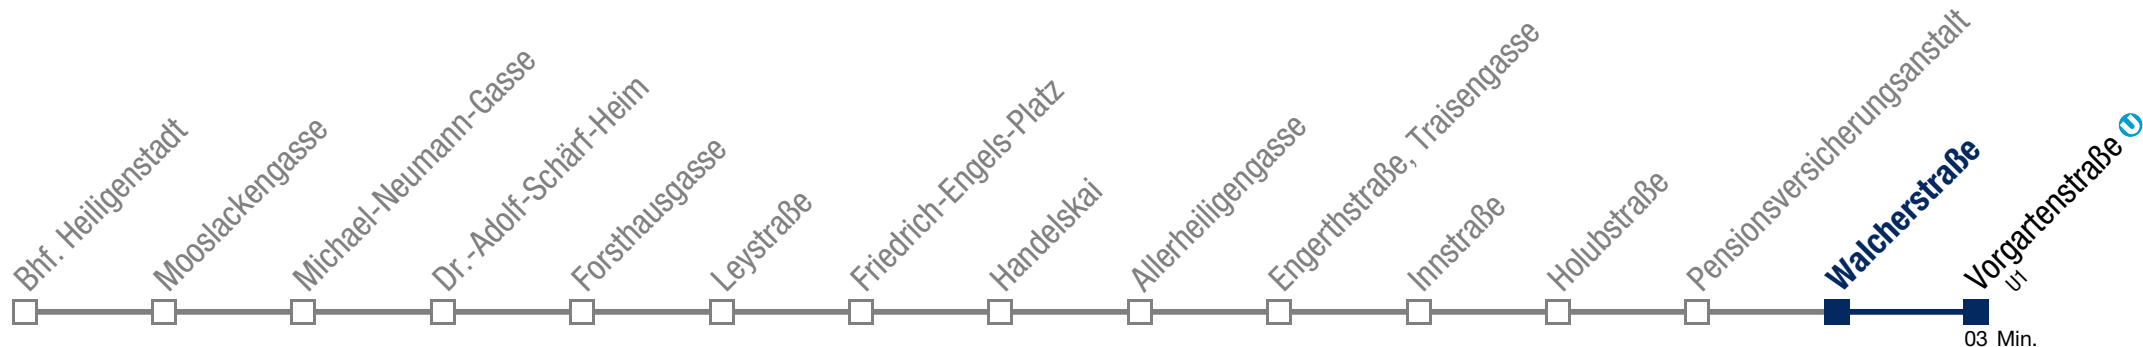 Bhf. Heiligenstadt
Mooslackengasse
Michael-Neumann-Gasse
Dr.-Adolf-Schärf-Heim
Forsthausgasse
Leystraße
Friedrich-Engels-Platz
Handelskai
Allerheiligengasse
Engerthstraße, Traisengasse
Innstraße
Holubstraße
Pensionsversicherungsanstalt
Walcherstraße
Vorgartenstraße U
U1
03 Min.